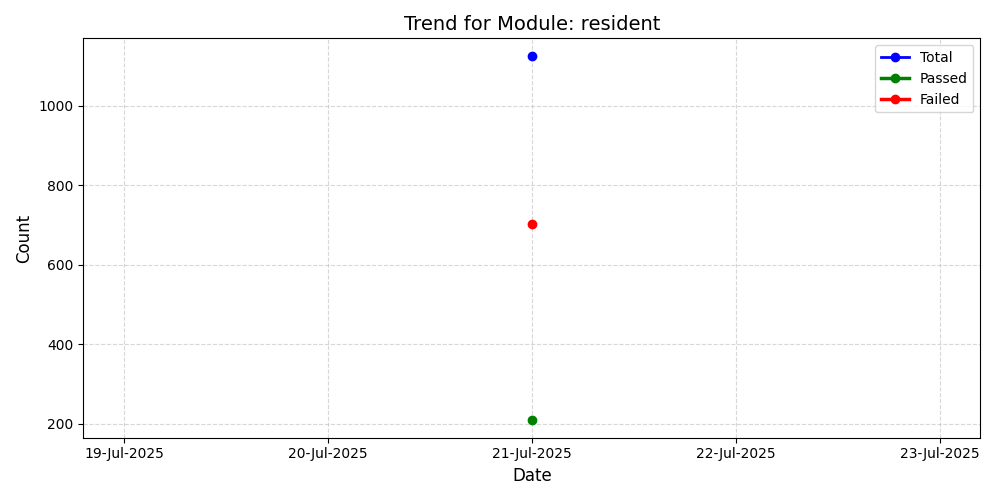 Trend for Module: resident
Total
Passed
Failed
1000
800
600
400
200
Count
19-Jul-2025
20-Jul-2025
21-Jul-2025
22-Jul-2025
23-Jul-2025
Date